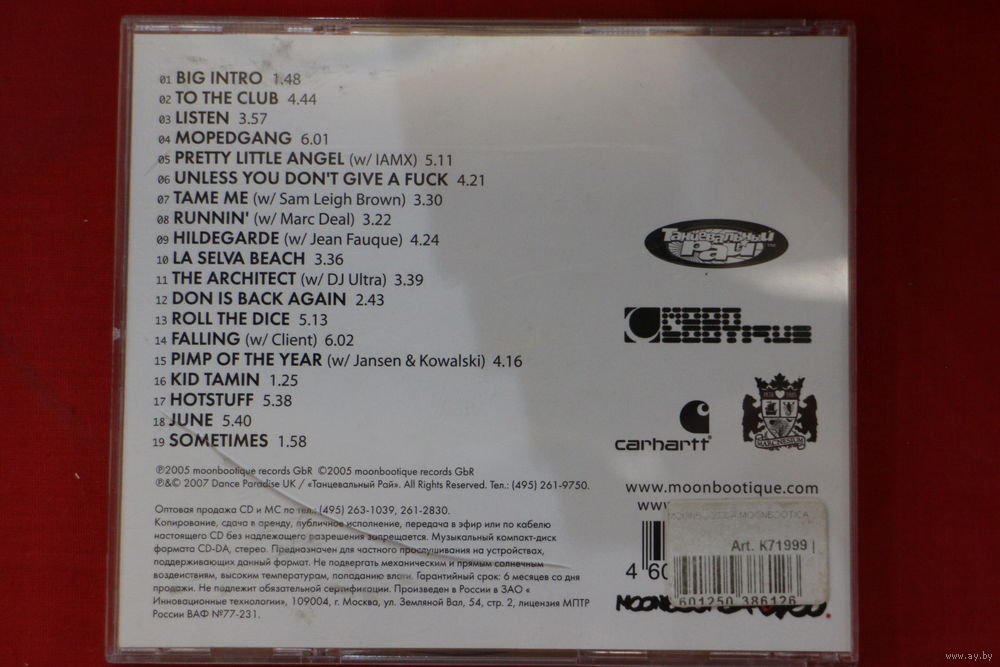 01 BIG INTRO 1.48
02 TO THE CLUB 4.44
03 LISTEN 3.57
04 MOPEDGANG 6.01
05 PRETTY LITTLE ANGEL (w/ IAMX) 5.11
06 UNLESS YOU DON'T GIVE A FUCK 4.21
07 TAME ME (w/ Sam Leigh Brown) 3.30
08 RUNNIN' (w/ Marc Deal) 3.22
09 HILDEGARDE (w/ Jean Fauque) 4.24
10 LA SELVA BEACH 3.36
11 THE ARCHITECT (w/ DJ Ultra) 3.39
12 DON IS BACK AGAIN 2.43
13 ROLL THE DICE 5.13
14 FALLING (w/ Client) 6.02
15 PIMP OF THE YEAR (w/ Jansen & Kowalski) 4.16
16 KID TAMIN 1.25
17 HOTSTUFF 5.38
18 JUNE 5.40
19 SOMETIMES 1.58
℗2005 moonbootique records GbR ©2005 moonbootique records GbR
℗&© 2007 Dance Paradise UK / «Танцевальный Рай». All Rights Reserved. Тел.: (495) 261-9750.
Оптовая продажа CD и МС по тел.: (495) 263-1039, 261-2830.
Копирование, сдача в аренду, публичное исполнение, передача в эфир или по кабелю
настоящего CD без надлежащего разрешения запрещается. Музыкальный компакт-диск
формата CD-DA, стерео. Предназначен для частного прослушивания на устройствах,
поддерживающих данный формат. Не подвергать механическим и прямым солнечным
воздействиям, высоким температурам, попаданию влаги. Гарантийный срок: 6 месяцев со дня
продажи. Не подлежит обязательной сертификации. Произведен в России в ЗАО «
Инновационные технологии», 109004, г. Москва, ул. Земляной Вал, 54, стр. 2, лицензия МПТР
России ВАФ №77-231.
Танцевальный
Рай
TM
MOON
BOOTIQUE
carhartt
MARCNESIUM
www.moonbootique.com
www.
MOONBOOTICA MOONBOOTICA
Art. K71999
4 60
601250 386126